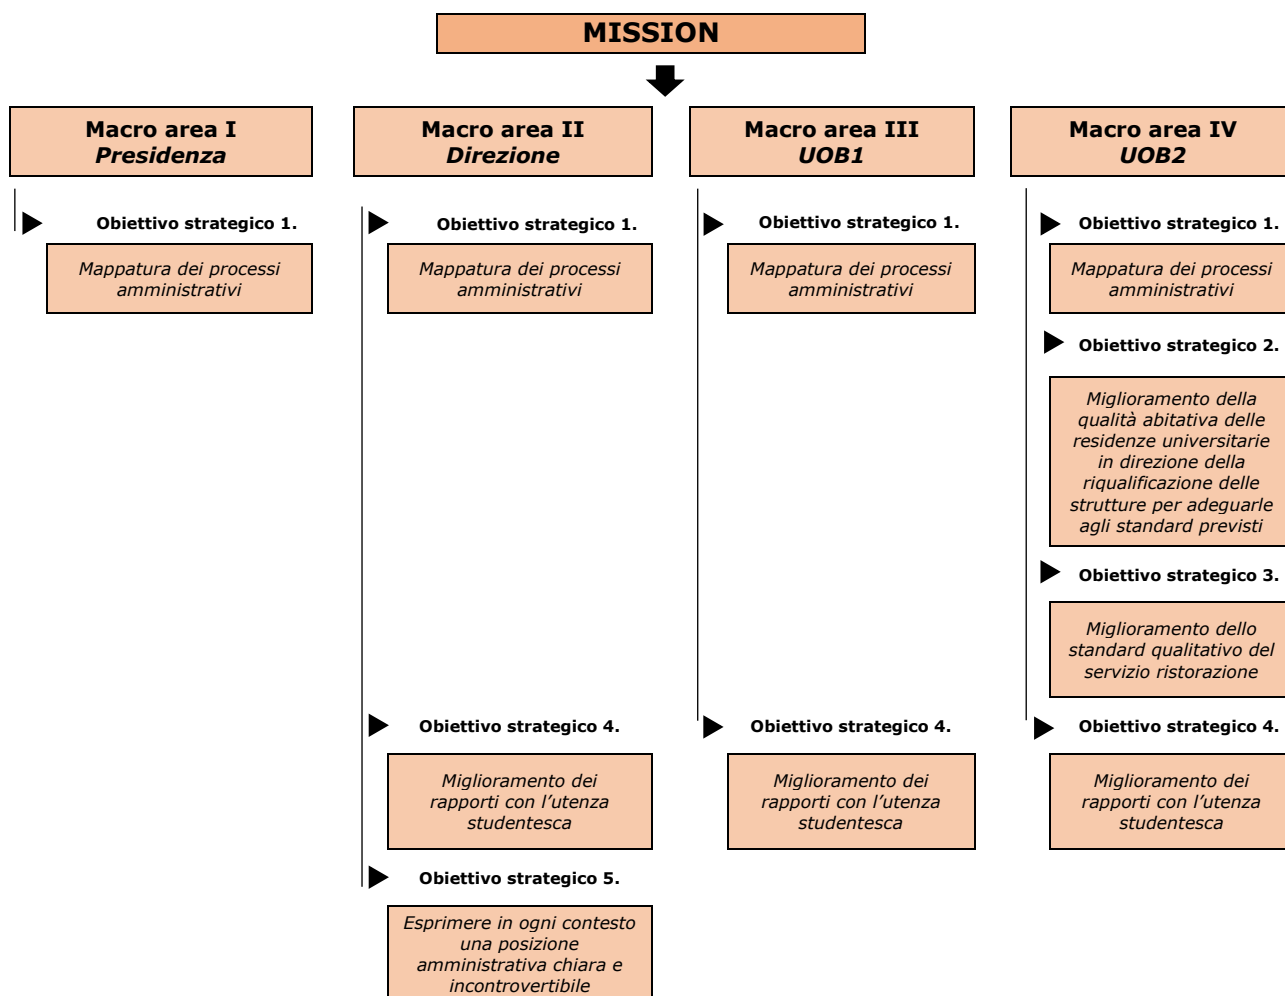 MISSION
Macro area I
Presidenza
Macro area II
Direzione
Macro area III
UOB1
Macro area IV
UOB2
Obiettivo strategico 1.
Mappatura dei processi
amministrativi
Obiettivo strategico 1.
Mappatura dei processi
amministrativi
Obiettivo strategico 4.
Miglioramento dei
rapporti con l’utenza
studentesca
Obiettivo strategico 5.
Esprimere in ogni contesto
una posizione
amministrativa chiara e
incontrovertibile
Obiettivo strategico 1.
Mappatura dei processi
amministrativi
Obiettivo strategico 4.
Miglioramento dei
rapporti con l’utenza
studentesca
Obiettivo strategico 1.
Mappatura dei processi
amministrativi
Obiettivo strategico 2.
Miglioramento della
qualità abitativa delle
residenze universitarie
in direzione della
riqualificazione delle
strutture per adeguarle
agli standard previsti
Obiettivo strategico 3.
Miglioramento dello
standard qualitativo del
servizio ristorazione
Obiettivo strategico 4.
Miglioramento dei
rapporti con l’utenza
studentesca